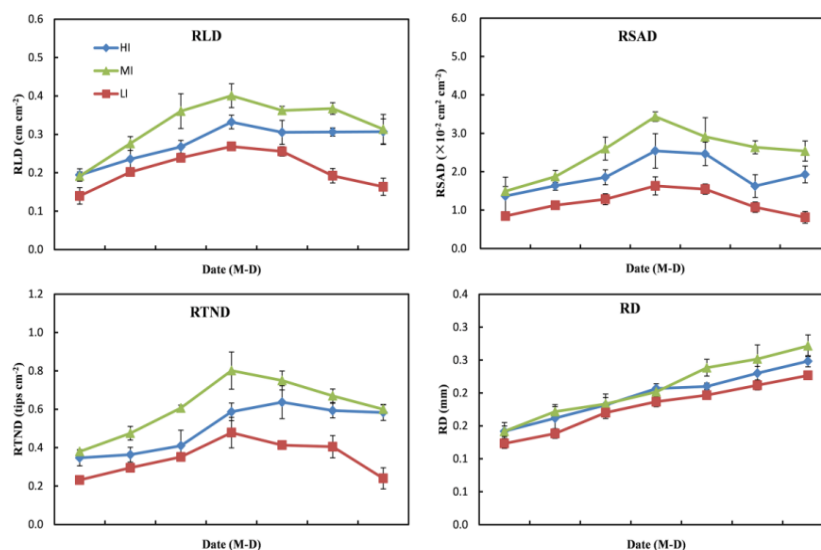 RLD
HI
MI
LI
RLD (cm cm⁻²)
0.6
0.5
0.4
0.3
0.2
0.1
0.0
Date (M-D)
RSAD
RSAD (×10⁻² cm² cm⁻²)
6.0
5.0
4.0
3.0
2.0
1.0
0.0
Date (M-D)
RTND
RTND (tips cm⁻²)
1.2
1.0
0.8
0.6
0.4
0.2
0.0
Date (M-D)
RD
RD (mm)
0.4
0.3
0.3
0.2
0.2
0.1
0.1
0.0
Date (M-D)